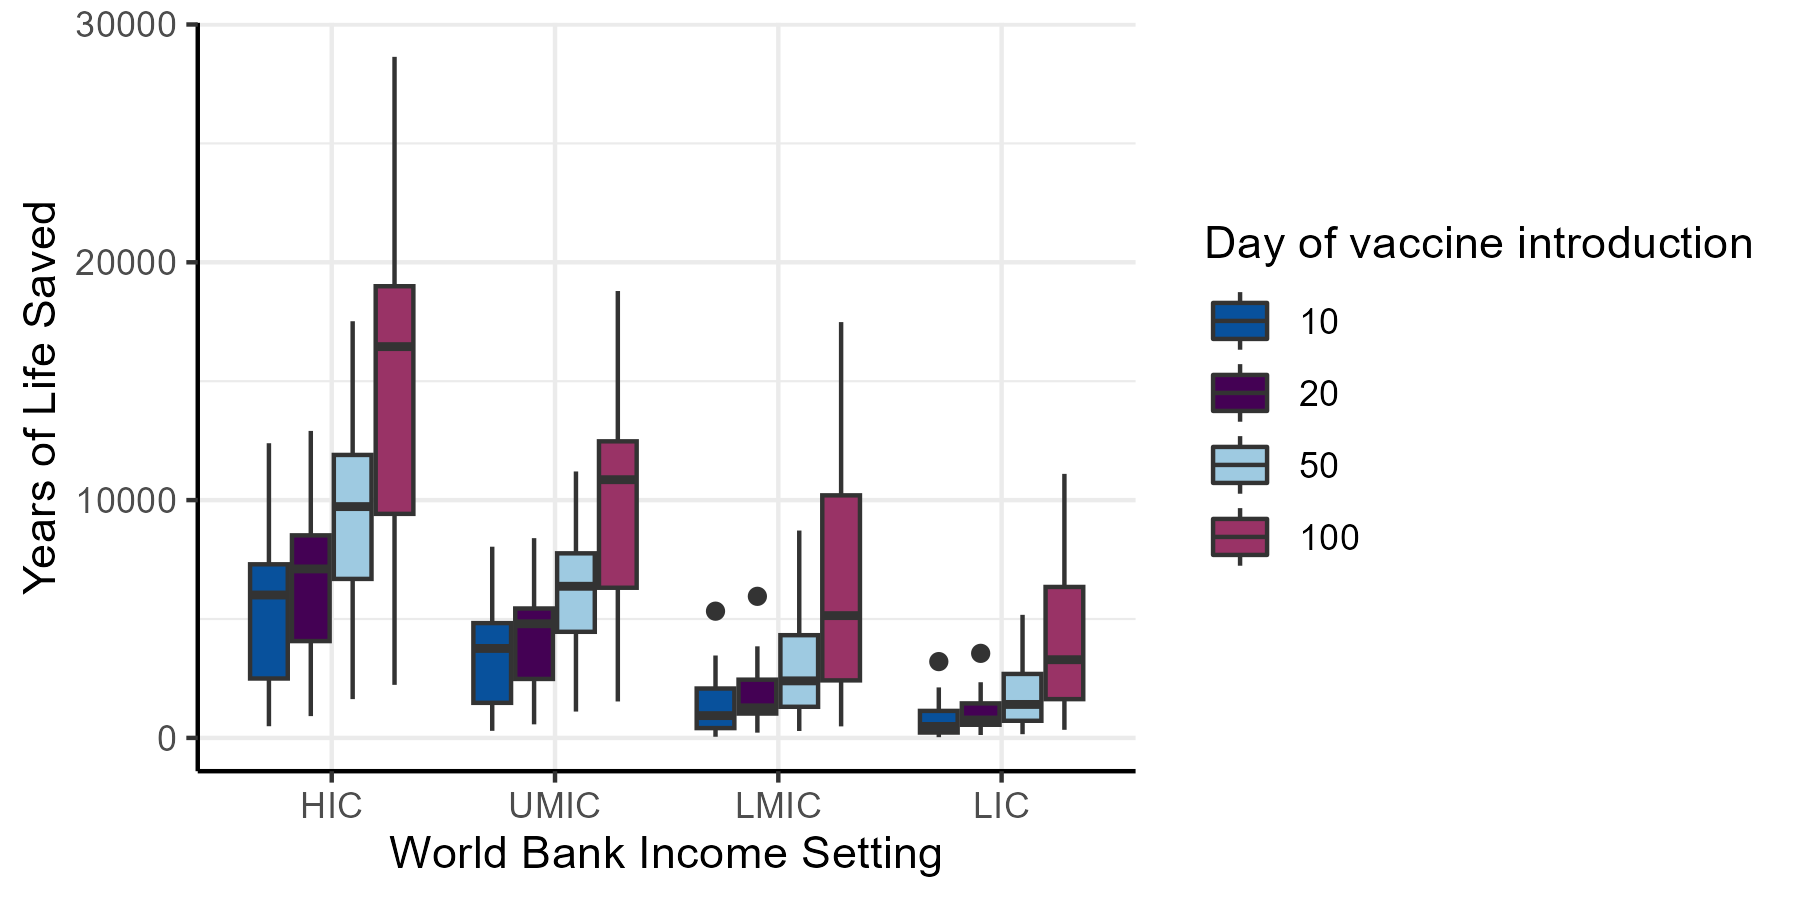 30000
20000
10000
0
Years of Life Saved
HIC UMIC LMIC LIC
World Bank Income Setting
Day of vaccine introduction
10
20
50
100